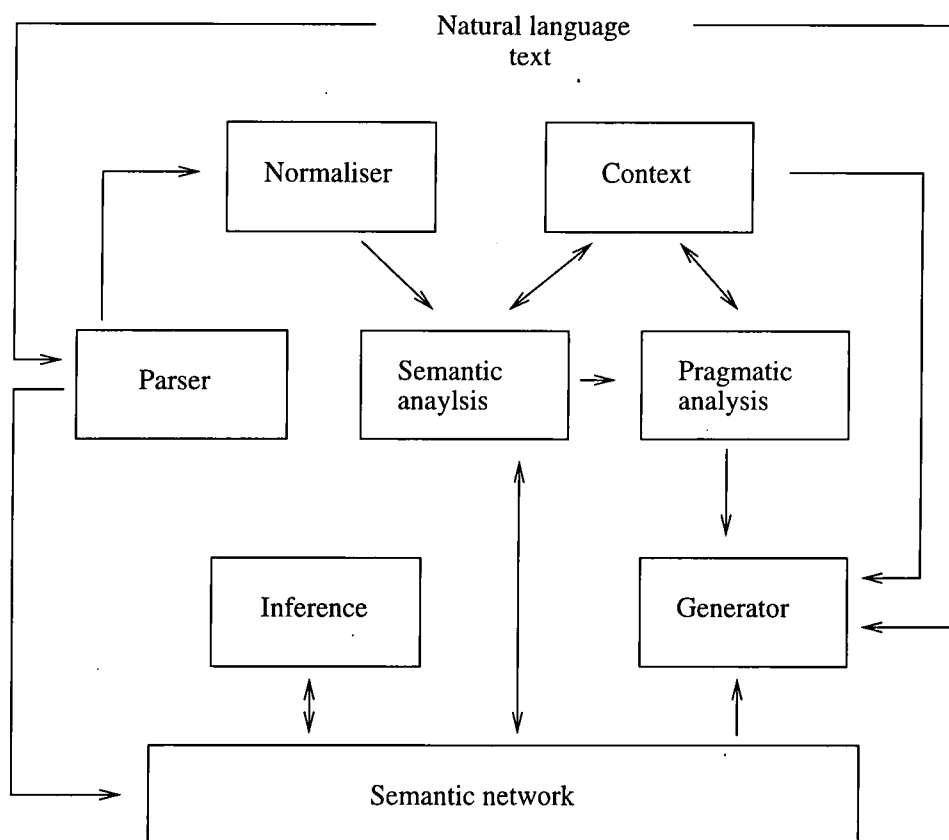 Natural language
text
Normaliser
Context
Parser
Semantic
anaylsis
Pragmatic
analysis
Inference
Generator
Semantic network